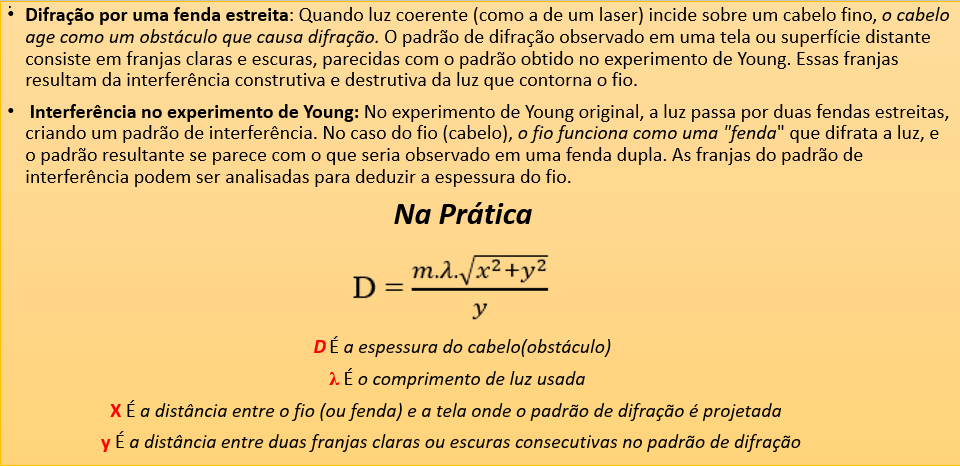 • Difração por uma fenda estreita: Quando luz coerente (como a de um laser) incide sobre um cabelo fino, o cabelo
age como um obstáculo que causa difração. O padrão de difração observado em uma tela ou superfície distante
consiste em franjas claras e escuras, parecidas com o padrão obtido no experimento de Young. Essas franjas
resultam da interferência construtiva e destrutiva da luz que contorna o fio.
• Interferência no experimento de Young: No experimento de Young original, a luz passa por duas fendas estreitas,
criando um padrão de interferência. No caso do fio (cabelo), o fio funciona como uma "fenda" que difrata a luz, e
o padrão resultante se parece com o que seria observado em uma fenda dupla. As franjas do padrão de
interferência podem ser analisadas para deduzir a espessura do fio.
Na Prática
D = m.λ.√(x²+y²) / y
D É a espessura do cabelo(obstáculo)
λ É o comprimento de luz usada
X É a distância entre o fio (ou fenda) e a tela onde o padrão de difração é projetada
y É a distância entre duas franjas claras ou escuras consecutivas no padrão de difração